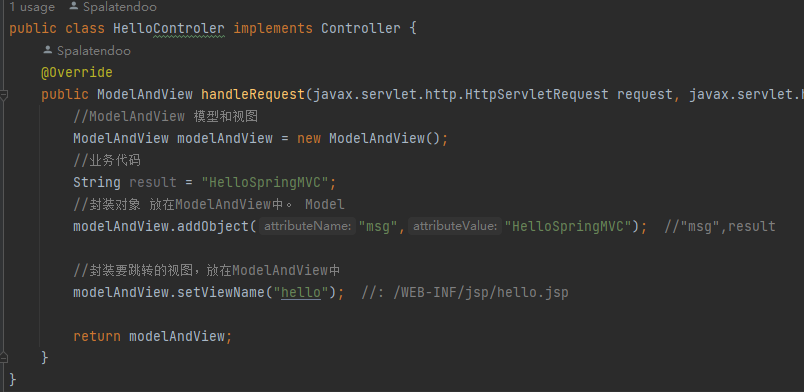 1 usage Spalatendoo
public class HelloControler implements Controller {
Spalatendoo
@Override
public ModelAndView handleRequest(javax.servlet.http.HttpServletRequest request, javax.servlet.h
//ModelAndView 模型和视图
ModelAndView modelAndView = new ModelAndView();
//业务代码
String result = "HelloSpringMVC";
//封装对象 放在ModelAndView中。 Model
modelAndView.addObject( attributeName: "msg", attributeValue: "HelloSpringMVC"); //"msg",result
//封装要跳转的视图，放在ModelAndView中
modelAndView.setViewName("hello"); //: /WEB-INF/jsp/hello.jsp
return modelAndView;
}
}